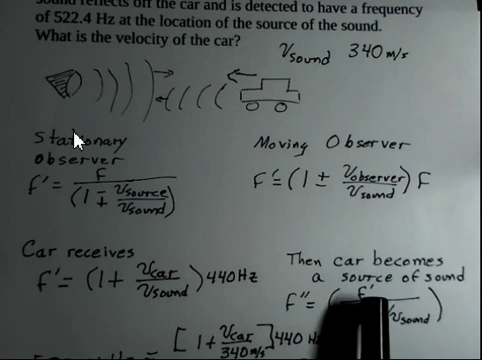 sound reflects off the car and is detected to have a frequency
of 522.4 Hz at the location of the source of the sound.
What is the velocity of the car?
Vsound 340 m/s
Stationary
observer
f' = F / (1 ∓ Vsource/Vsound)
Moving Observer
F' = (1 ± Vobserver/Vsound) F
Car receives
f' = (1 + Vcar/Vsound) 440 Hz
Then car becomes
a source of sound
f'' = ( F' / Vsound )
[ 1 + Vcar/340 m/s ] 440